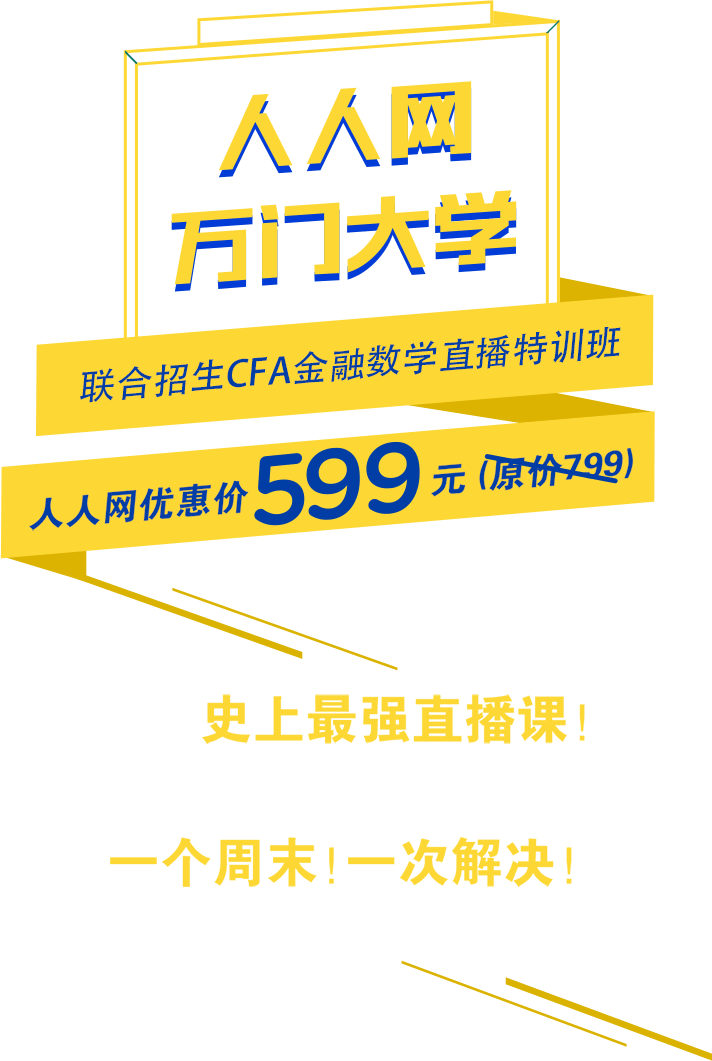 人人网
万门大学
联合招生CFA金融数学直播特训班
人人网优惠价599元(原价799)
史上最强直播课!
一个周末!一次解决!